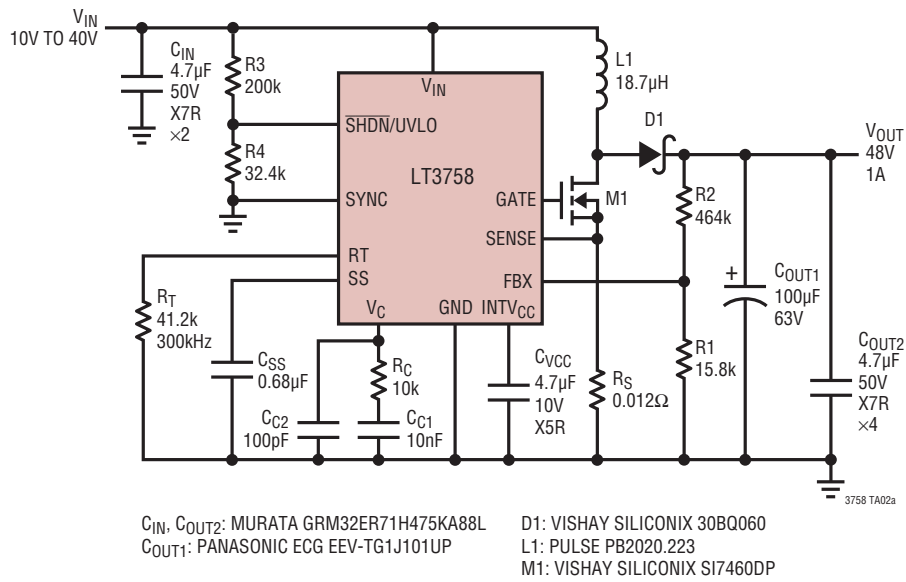 VIN
10V TO 40V
CIN
4.7µF
50V
X7R
×2
R3
200k
R4
32.4k
VIN
SHDN/UVLO
LT3758
SYNC
GATE
SENSE
RT
SS
FBX
VC
GND
INTVCC
L1
18.7µH
D1
M1
VOUT
48V
1A
R2
464k
RT
41.2k
300kHz
CSS
0.68µF
CC2
100pF
RC
10k
CC1
10nF
CVCC
4.7µF
10V
X5R
RS
0.012Ω
R1
15.8k
+
COUT1
100µF
63V
COUT2
4.7µF
50V
X7R
×4
3758 TA02a
CIN, COUT2: MURATA GRM32ER71H475KA88L
COUT1: PANASONIC ECG EEV-TG1J101UP
D1: VISHAY SILICONIX 30BQ060
L1: PULSE PB2020.223
M1: VISHAY SILICONIX SI7460DP